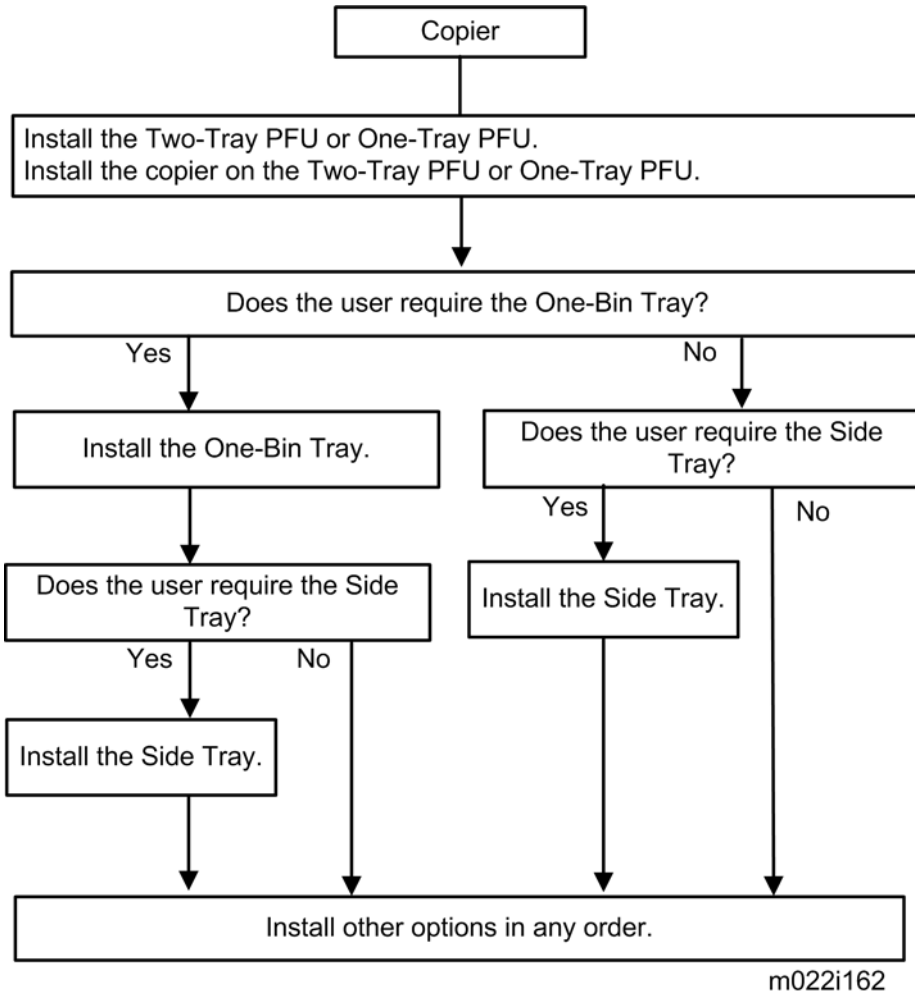 Copier
Install the Two-Tray PFU or One-Tray PFU.
Install the copier on the Two-Tray PFU or One-Tray PFU.
Does the user require the One-Bin Tray?
Yes
No
Install the One-Bin Tray.
Does the user require the Side
Tray?
Yes
No
Does the user require the Side
Tray?
Install the Side Tray.
Yes
No
Install the Side Tray.
Install other options in any order.
m022i162